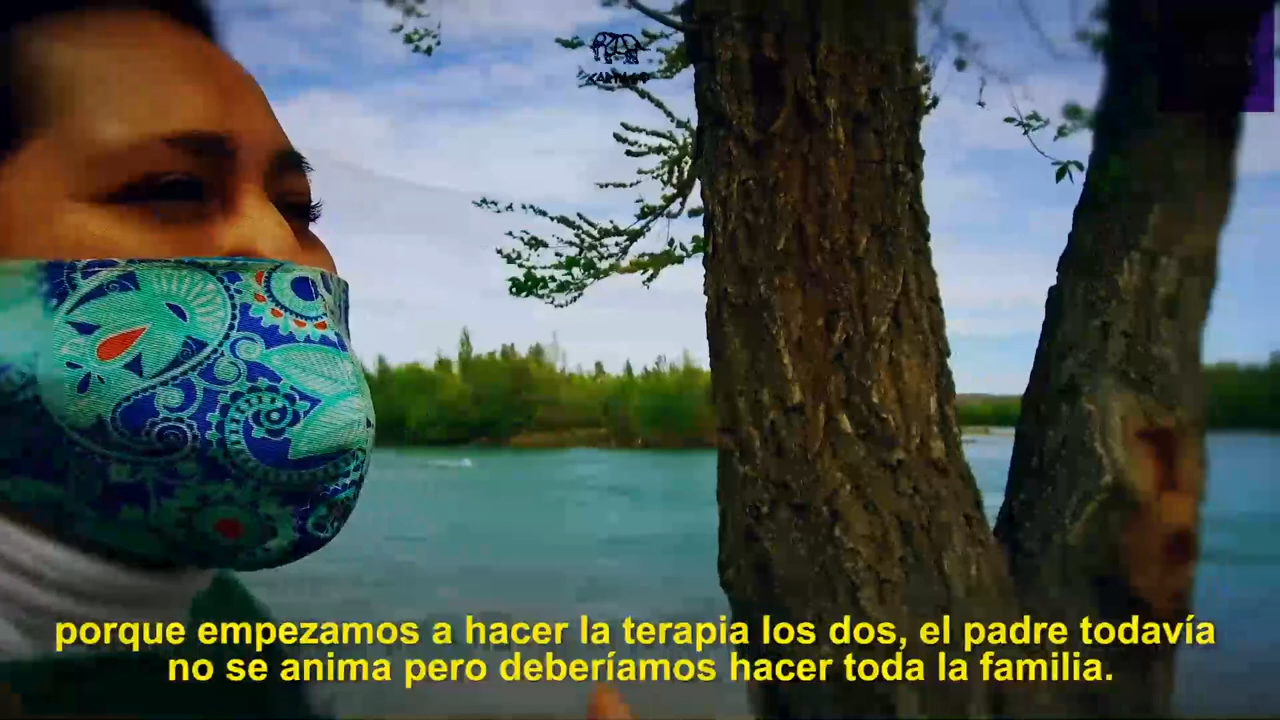 porque empezamos a hacer la terapia los dos, el padre todavía
no se anima pero deberíamos hacer toda la familia.